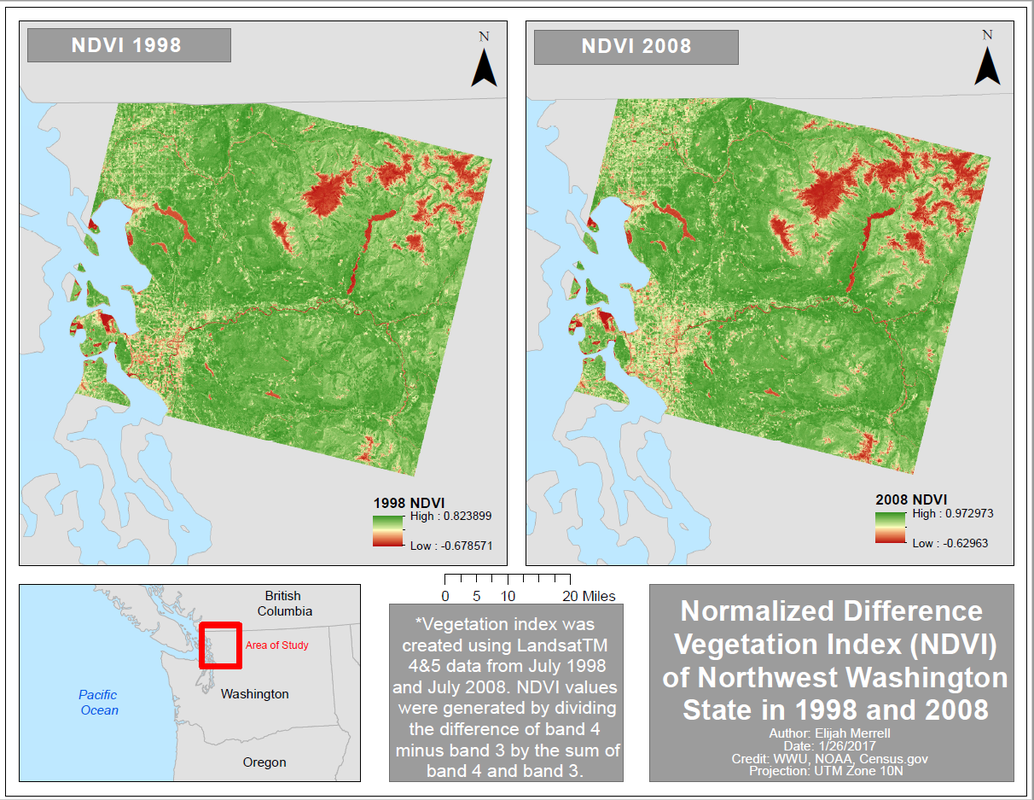 NDVI 1998
N
1998 NDVI
High : 0.823899
Low : -0.678571
NDVI 2008
N
2008 NDVI
High : 0.972973
Low : -0.62963
British
Columbia
Area of Study
Washington
Pacific
Ocean
Oregon
0 5 10 20 Miles
*Vegetation index was
created using LandsatTM
4&5 data from July 1998
and July 2008. NDVI values
were generated by dividing
the difference of band 4
minus band 3 by the sum of
band 4 and band 3.
Normalized Difference
Vegetation Index (NDVI)
of Northwest Washington
State in 1998 and 2008
Author: Elijah Merrell
Date: 1/26/2017
Credit: WWU, NOAA, Census.gov
Projection: UTM Zone 10N